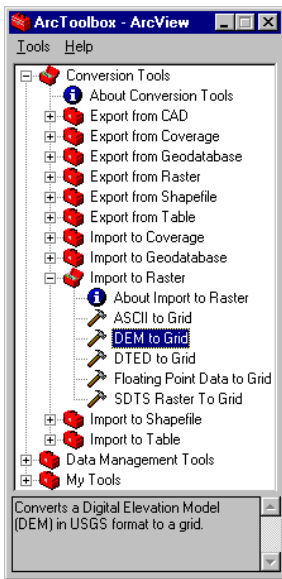 ArcToolbox - ArcView
Tools Help
Conversion Tools
About Conversion Tools
Export from CAD
Export from Coverage
Export from Geodatabase
Export from Raster
Export from Shapefile
Export from Table
Import to Coverage
Import to Geodatabase
Import to Raster
About Import to Raster
ASCII to Grid
DEM to Grid
DTED to Grid
Floating Point Data to Grid
SDTS Raster To Grid
Import to Shapefile
Import to Table
Data Management Tools
My Tools
Converts a Digital Elevation Model
(DEM) in USGS format to a grid.